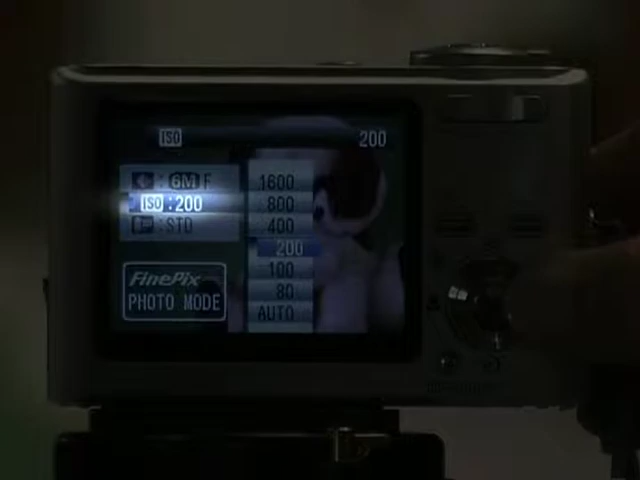 ISO 200
: 6M F
ISO : 200
: STD
FinePix
PHOTO MODE
1600
800
400
200
100
80
AUTO